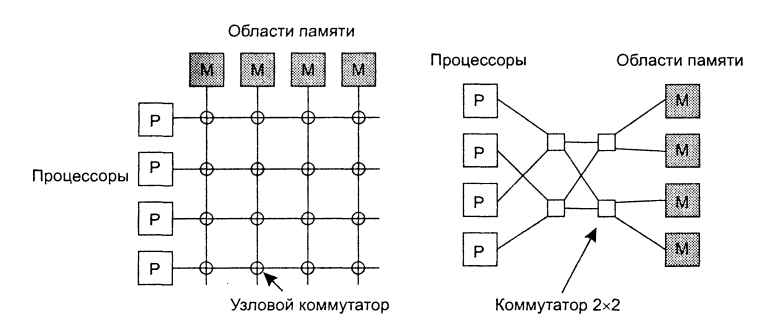 Области памяти
M M M M
P
P
Процессоры
P
P
Узловой коммутатор
Процессоры
Области памяти
P M
P M
P M
P M
Коммутатор 2×2